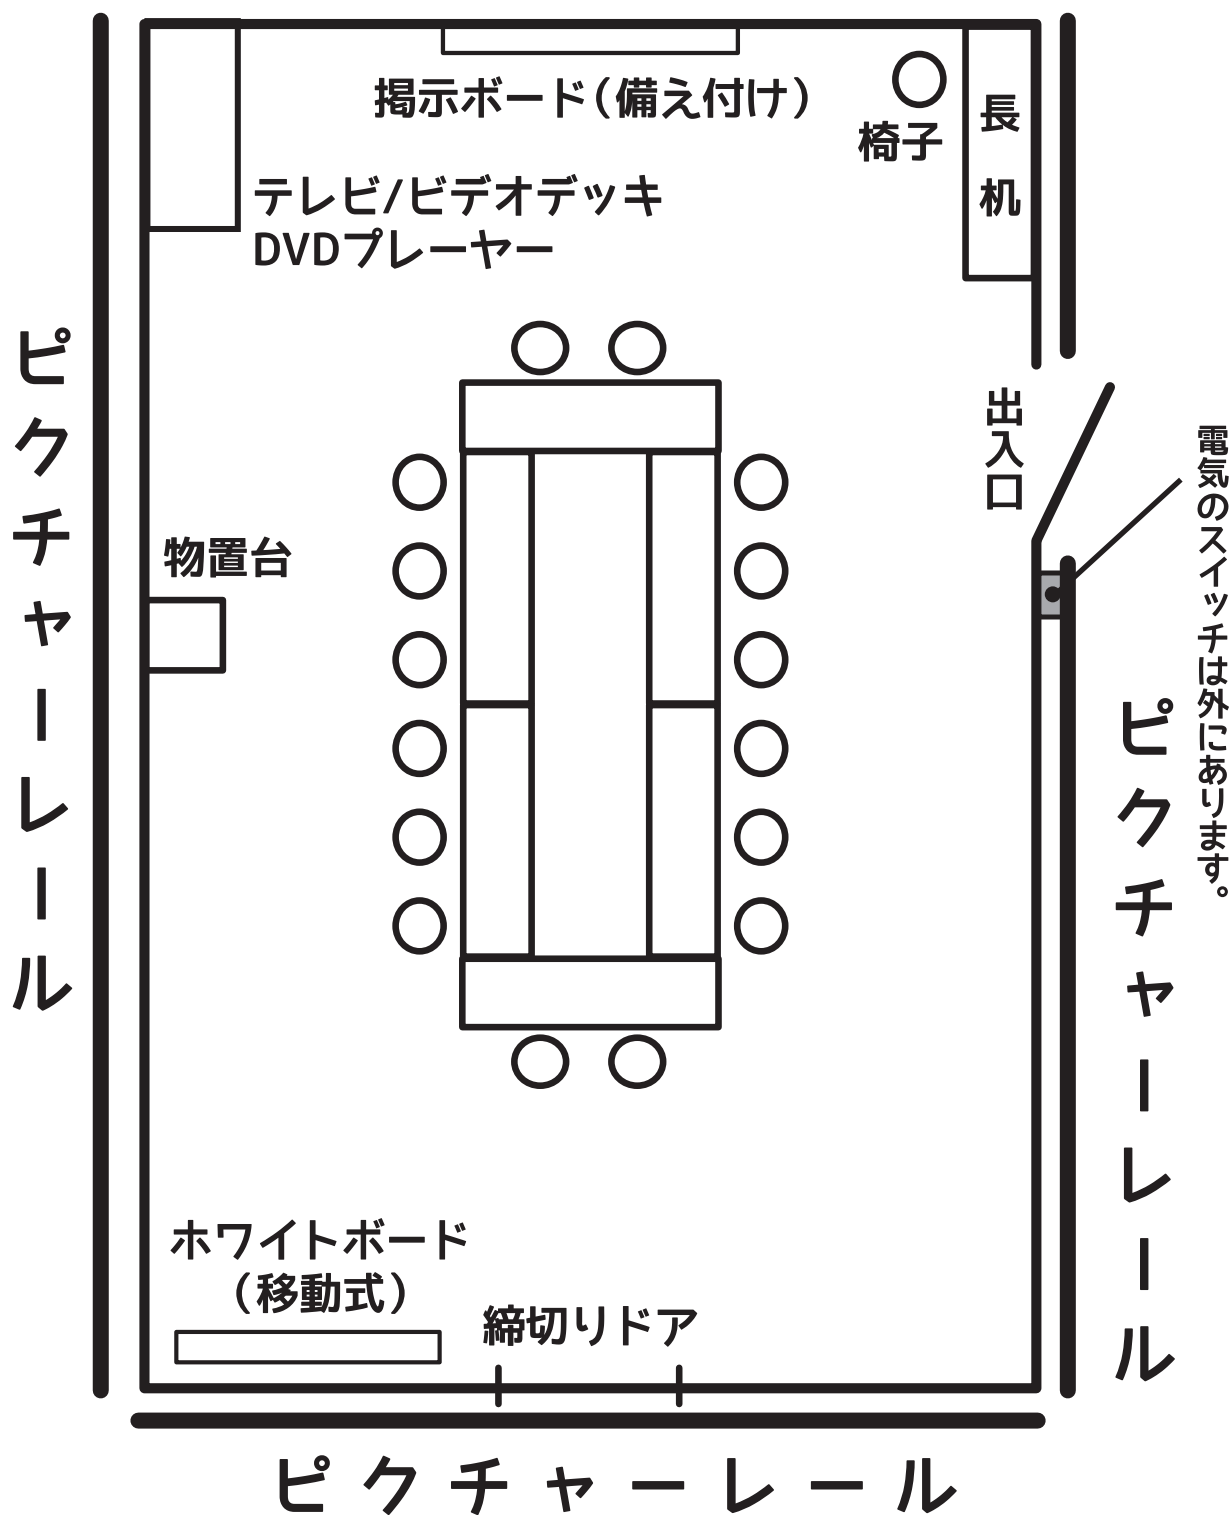 掲示ボード（備え付け）
椅子
長机
テレビ/ビデオデッキ
DVDプレーヤー
出入口
電気のスイッチは外にあります。
ピクチャーレール
物置台
ピクチャーレール
ホワイトボード
（移動式）
締切りドア
ピクチャーレール